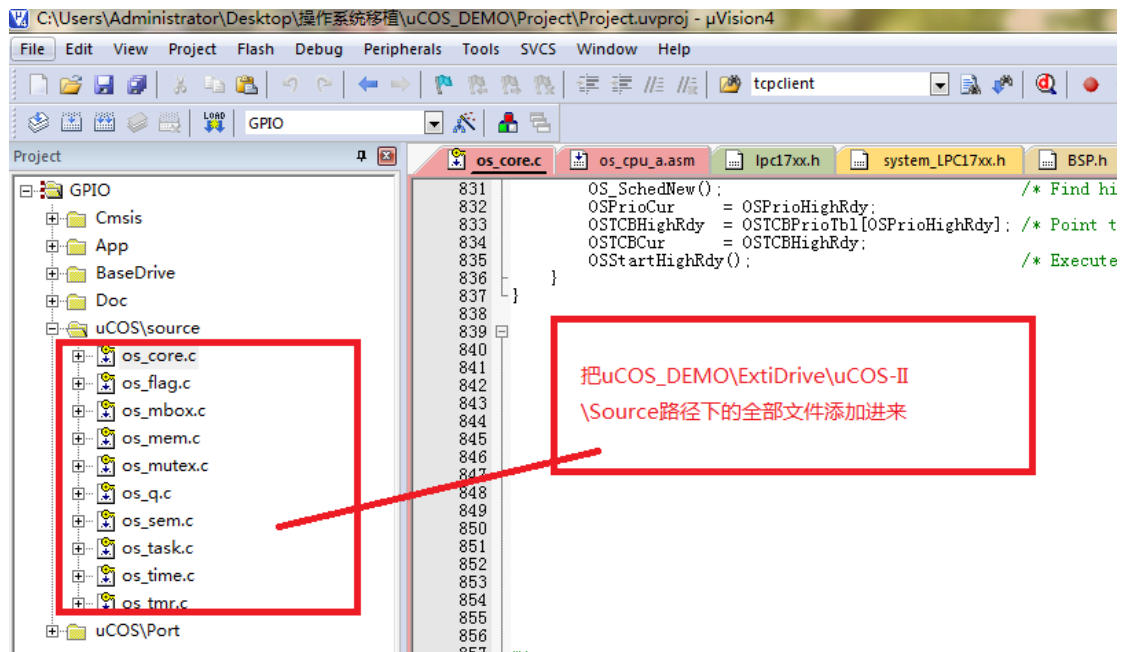 C:\Users\Administrator\Desktop\操作系统移植\uCOS_DEMO\Project\Project.uvproj - µVision4
File Edit View Project Flash Debug Peripherals Tools SVCS Window Help
tcpclient
LOAD GPIO
Project
os_core.c os_cpu_a.asm lpc17xx.h system_LPC17xx.h BSP.h
GPIO
Cmsis
App
BaseDrive
Doc
uCOS\source
os_core.c
os_flag.c
os_mbox.c
os_mem.c
os_mutex.c
os_q.c
os_sem.c
os_task.c
os_time.c
os_tmr.c
uCOS\Port
831 OS_SchedNew(); /* Find hi
832 OSPrioCur = OSPrioHighRdy;
833 OSTCBHighRdy = OSTCBPrioTbl[OSPrioHighRdy]; /* Point t
834 OSTCBCur = OSTCBHighRdy;
835 OSStartHighRdy(); /* Execute
836 }
837 }
838
839
840
841
842
843
844
845
846
847
848
849
850
851
852
853
854
855
856
857
把uCOS_DEMO\ExtiDrive\uCOS-II
\Source路径下的全部文件添加进来